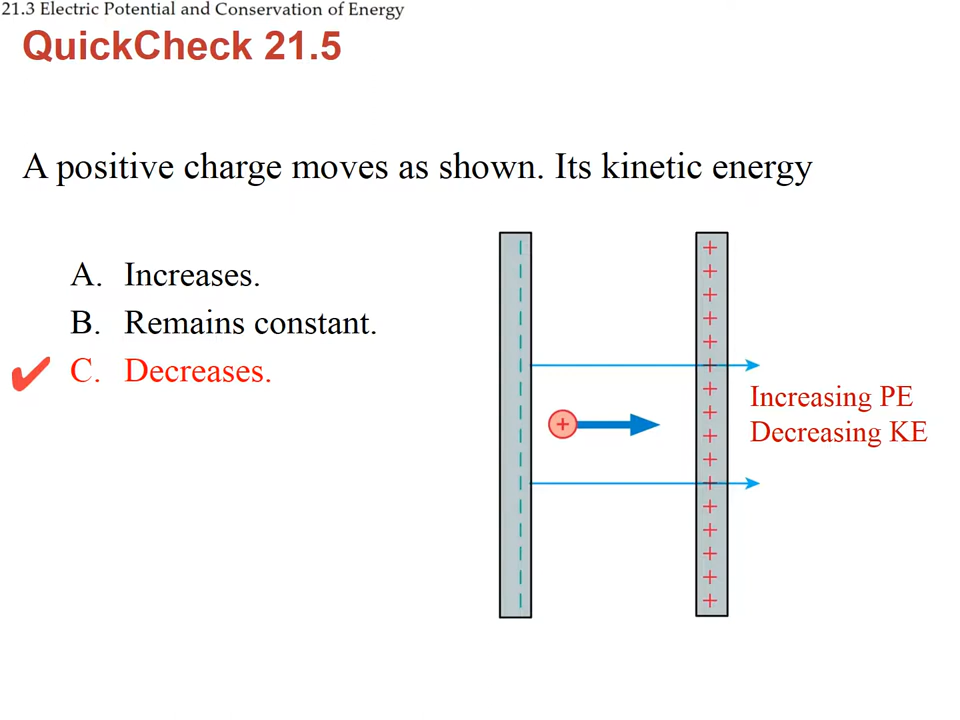 21.3 Electric Potential and Conservation of Energy
QuickCheck 21.5
A positive charge moves as shown. Its kinetic energy
A. Increases.
B. Remains constant.
C. Decreases.
Increasing PE
Decreasing KE